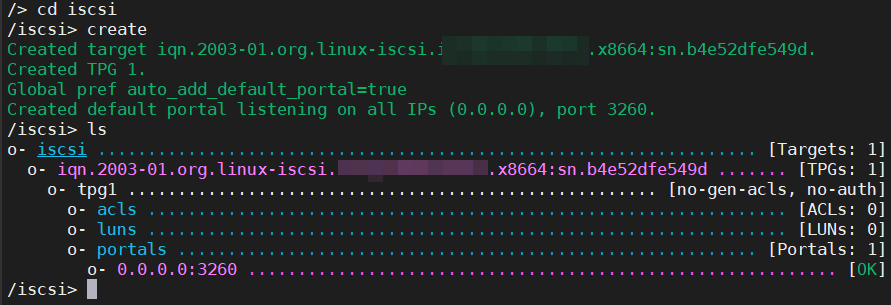 /> cd iscsi
/iscsi> create
Created target iqn.2003-01.org.linux-iscsi.i .x8664:sn.b4e52dfe549d.
Created TPG 1.
Global pref auto_add_default_portal=true
Created default portal listening on all IPs (0.0.0.0), port 3260.
/iscsi> ls
o- iscsi .............................................................. [Targets: 1]
o- iqn.2003-01.org.linux-iscsi. .x8664:sn.b4e52dfe549d ....... [TPGs: 1]
o- tpg1 ..................................................... [no-gen-acls, no-auth]
o- acls ................................................................ [ACLs: 0]
o- luns ................................................................ [LUNs: 0]
o- portals .......................................................... [Portals: 1]
o- 0.0.0.0:3260 ........................................................... [OK]
/iscsi>